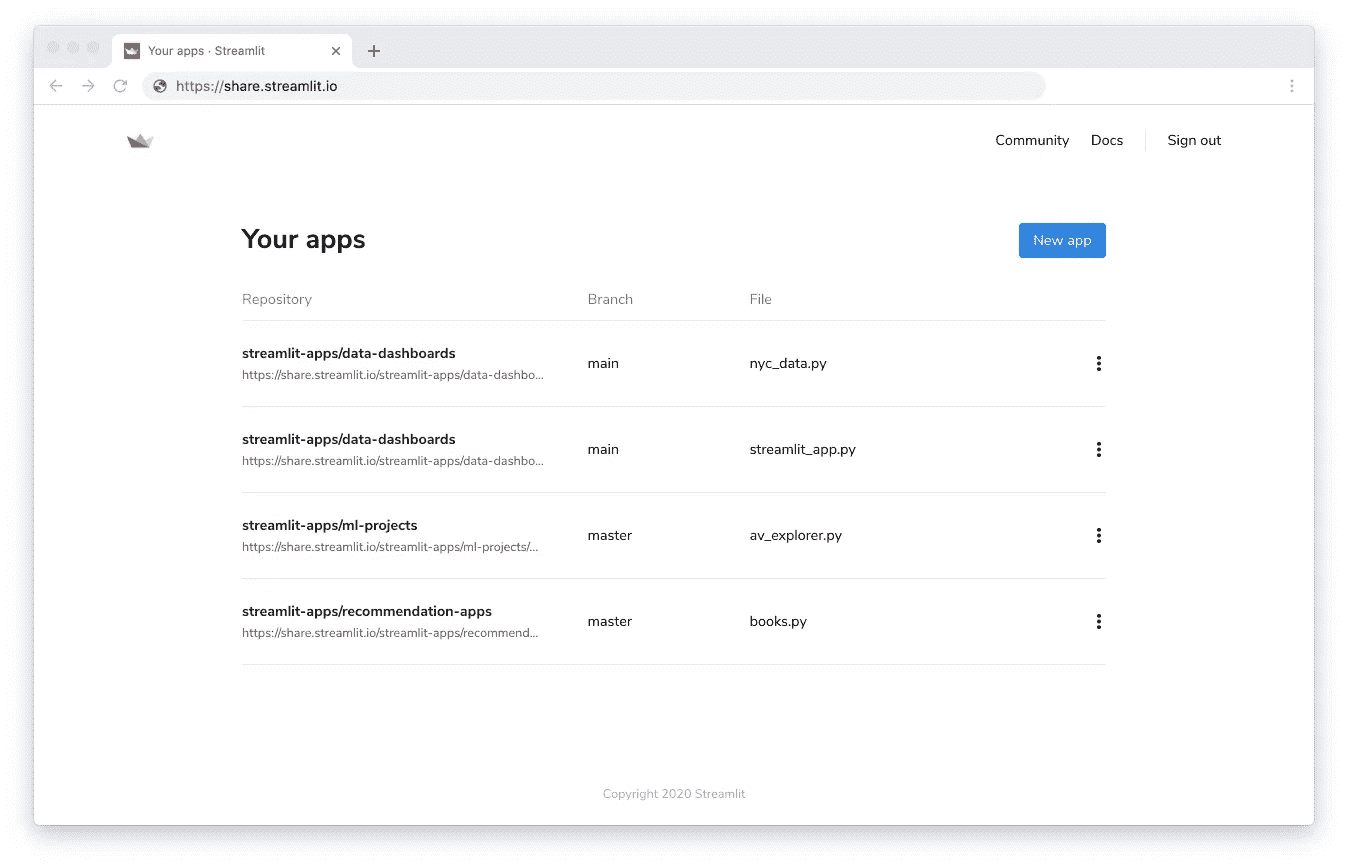 Your apps · Streamlit
https://share.streamlit.io
Community Docs Sign out
Your apps New app
Repository Branch File
streamlit-apps/data-dashboards
https://share.streamlit.io/streamlit-apps/data-dashbo...
main nyc_data.py
streamlit-apps/data-dashboards
https://share.streamlit.io/streamlit-apps/data-dashbo...
main streamlit_app.py
streamlit-apps/ml-projects
https://share.streamlit.io/streamlit-apps/ml-projects/...
master av_explorer.py
streamlit-apps/recommendation-apps
https://share.streamlit.io/streamlit-apps/recommend...
master books.py
Copyright 2020 Streamlit